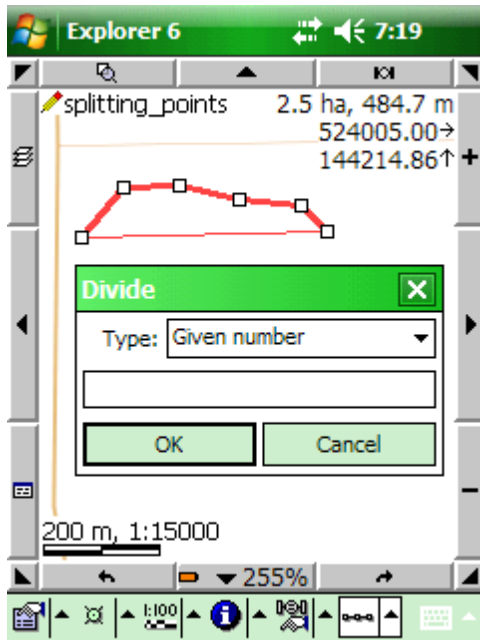 Explorer 6 7:19
splitting_points 2.5 ha, 484.7 m
524005.00→
144214.86↑
+
Divide
Type: Given number
OK Cancel
−
200 m, 1:15000
255%
1:100